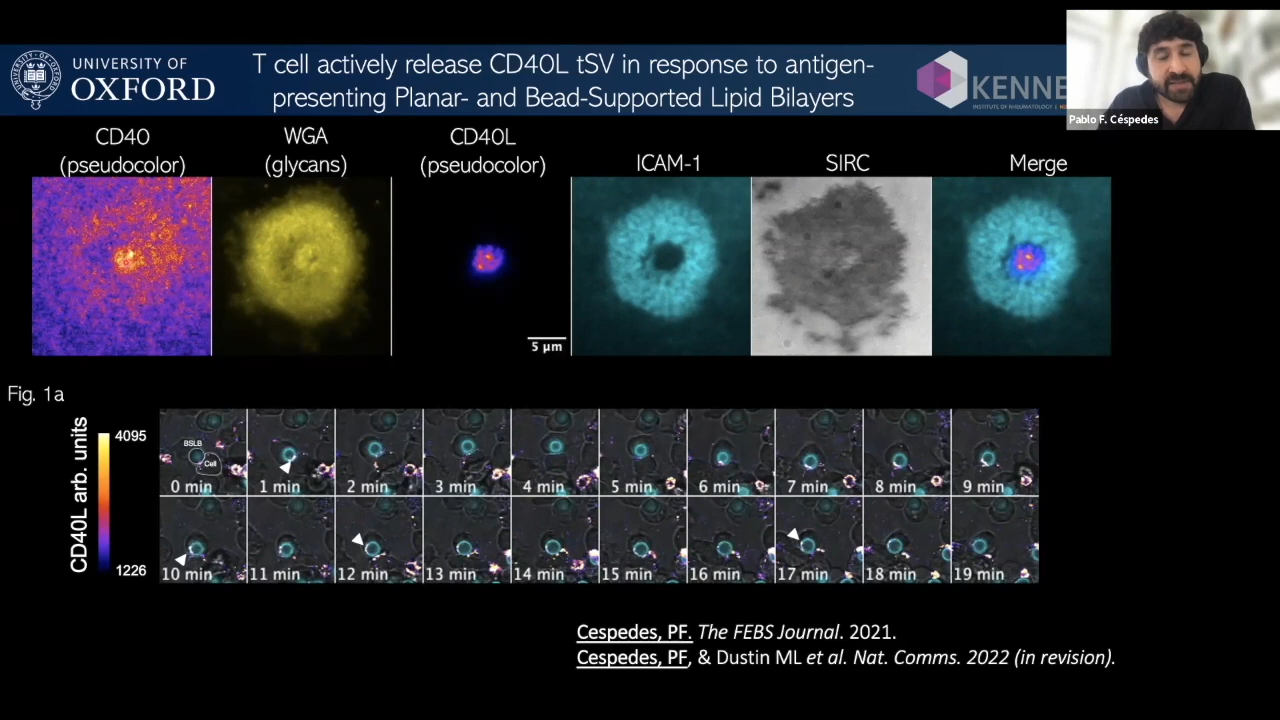 UNIVERSITY OF
OXFORD
T cell actively release CD40L tSV in response to antigen-
presenting Planar- and Bead-Supported Lipid Bilayers
KENNE
INSTITUTE OF RHEUMATOLOGY
Pablo F. Céspedes
CD40
(pseudocolor)
WGA
(glycans)
CD40L
(pseudocolor)
ICAM-1
SIRC
Merge
5 µm
Fig. 1a
CD40L arb. units
4095
1226
BSLB
Cell
0 min
1 min
2 min
3 min
4 min
5 min
6 min
7 min
8 min
9 min
10 min
11 min
12 min
13 min
14 min
15 min
16 min
17 min
18 min
19 min
Cespedes, PF. The FEBS Journal. 2021.
Cespedes, PF, & Dustin ML et al. Nat. Comms. 2022 (in revision).